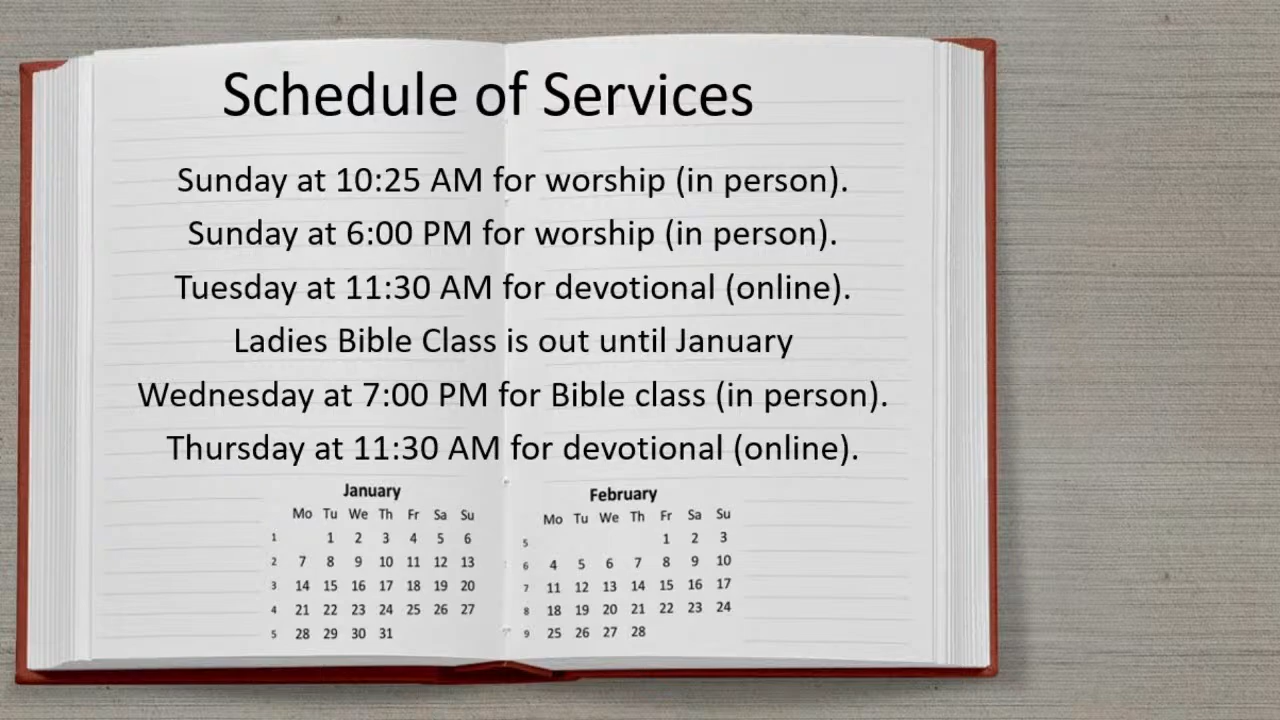 Schedule of Services
Sunday at 10:25 AM for worship (in person).
Sunday at 6:00 PM for worship (in person).
Tuesday at 11:30 AM for devotional (online).
Ladies Bible Class is out until January
Wednesday at 7:00 PM for Bible class (in person).
Thursday at 11:30 AM for devotional (online).
January
Mo Tu We Th Fr Sa Su
1 1 2 3 4 5 6
2 7 8 9 10 11 12 13
3 14 15 16 17 18 19 20
4 21 22 23 24 25 26 27
5 28 29 30 31
February
Mo Tu We Th Fr Sa Su
5 1 2 3
6 4 5 6 7 8 9 10
7 11 12 13 14 15 16 17
8 18 19 20 21 22 23 24
9 25 26 27 28